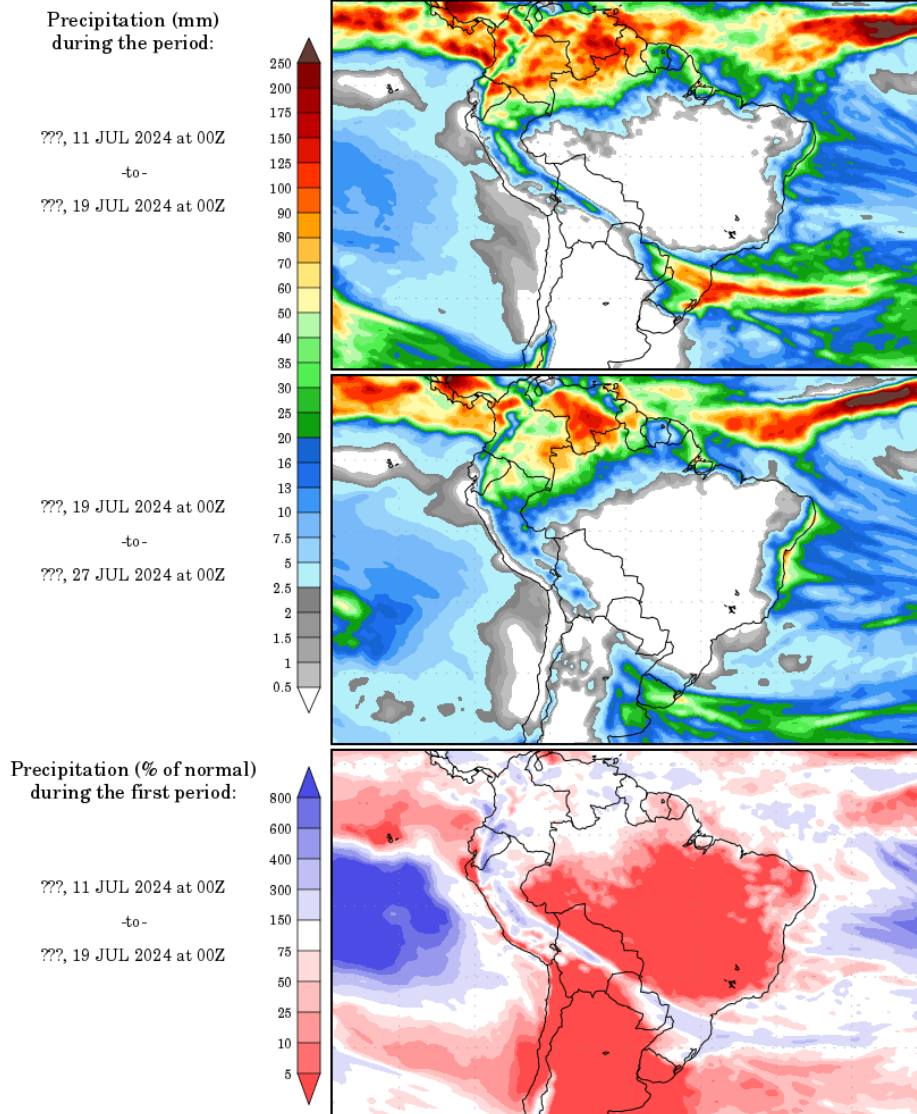 Precipitation (mm)
during the period:
???, 11 JUL 2024 at 00Z
-to-
???, 19 JUL 2024 at 00Z
???, 19 JUL 2024 at 00Z
-to-
???, 27 JUL 2024 at 00Z
250
200
175
150
125
100
90
80
70
60
50
40
35
30
25
20
16
13
10
7.5
5
2.5
2
1.5
1
0.5
Precipitation (% of normal)
during the first period:
???, 11 JUL 2024 at 00Z
-to-
???, 19 JUL 2024 at 00Z
800
600
400
300
150
75
50
25
10
5